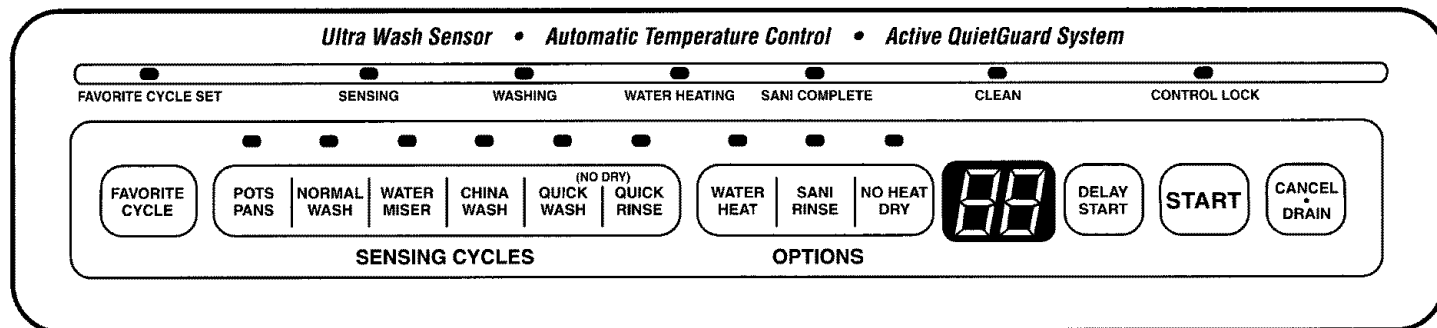 Ultra Wash Sensor • Automatic Temperature Control • Active QuietGuard System
FAVORITE CYCLE SET SENSING WASHING WATER HEATING SANI COMPLETE CLEAN CONTROL LOCK
FAVORITE
CYCLE
POTS
PANS
NORMAL
WASH
WATER
MISER
CHINA
WASH
(NO DRY)
QUICK
WASH
QUICK
RINSE
SENSING CYCLES
WATER
HEAT
SANI
RINSE
NO HEAT
DRY
OPTIONS
88
DELAY
START
START
CANCEL
•
DRAIN